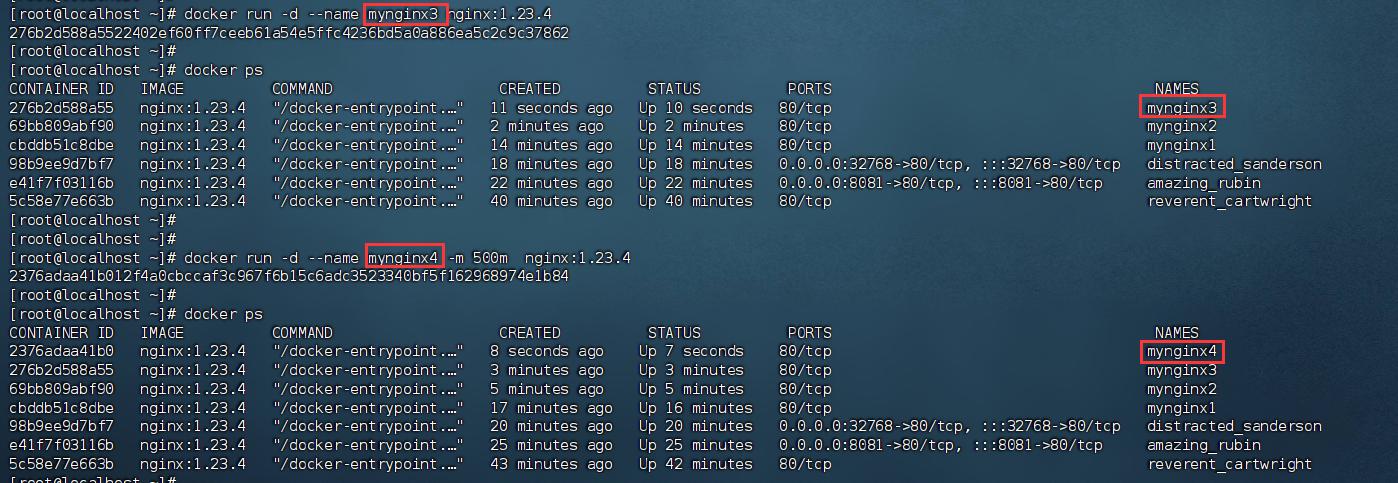 [root@localhost ~]# docker run -d --name mynginx3 nginx:1.23.4
276b2d588a5522402ef60ff7ceeb61a54e5ffc4236bd5a0a886ea5c2c9c37862
[root@localhost ~]#
[root@localhost ~]# docker ps
CONTAINER ID   IMAGE          COMMAND                  CREATED          STATUS          PORTS                                     NAMES
276b2d588a55   nginx:1.23.4   "/docker-entrypoint.…"   11 seconds ago   Up 10 seconds   80/tcp                                    mynginx3
69bb809abf90   nginx:1.23.4   "/docker-entrypoint.…"   2 minutes ago    Up 2 minutes    80/tcp                                    mynginx2
cbddb51c8dbe   nginx:1.23.4   "/docker-entrypoint.…"   14 minutes ago   Up 14 minutes   80/tcp                                    mynginx1
98b9ee9d7bf7   nginx:1.23.4   "/docker-entrypoint.…"   18 minutes ago   Up 18 minutes   0.0.0.0:32768->80/tcp, :::32768->80/tcp   distracted_sanderson
e41f7f03116b   nginx:1.23.4   "/docker-entrypoint.…"   22 minutes ago   Up 22 minutes   0.0.0.0:8081->80/tcp, :::8081->80/tcp     amazing_rubin
5c58e77e663b   nginx:1.23.4   "/docker-entrypoint.…"   40 minutes ago   Up 40 minutes   80/tcp                                    reverent_cartwright
[root@localhost ~]#
[root@localhost ~]#
[root@localhost ~]# docker run -d --name mynginx4 -m 500m  nginx:1.23.4
2376adaa41b012f4a0cbccaf3c967f6b15c6adc3523340bf5f162968974e1b84
[root@localhost ~]#
[root@localhost ~]# docker ps
CONTAINER ID   IMAGE          COMMAND                  CREATED          STATUS          PORTS                                     NAMES
2376adaa41b0   nginx:1.23.4   "/docker-entrypoint.…"   8 seconds ago    Up 7 seconds    80/tcp                                    mynginx4
276b2d588a55   nginx:1.23.4   "/docker-entrypoint.…"   3 minutes ago    Up 3 minutes    80/tcp                                    mynginx3
69bb809abf90   nginx:1.23.4   "/docker-entrypoint.…"   5 minutes ago    Up 5 minutes    80/tcp                                    mynginx2
cbddb51c8dbe   nginx:1.23.4   "/docker-entrypoint.…"   17 minutes ago   Up 16 minutes   80/tcp                                    mynginx1
98b9ee9d7bf7   nginx:1.23.4   "/docker-entrypoint.…"   20 minutes ago   Up 20 minutes   0.0.0.0:32768->80/tcp, :::32768->80/tcp   distracted_sanderson
e41f7f03116b   nginx:1.23.4   "/docker-entrypoint.…"   25 minutes ago   Up 25 minutes   0.0.0.0:8081->80/tcp, :::8081->80/tcp     amazing_rubin
5c58e77e663b   nginx:1.23.4   "/docker-entrypoint.…"   43 minutes ago   Up 42 minutes   80/tcp                                    reverent_cartwright
[root@localhost ~]#